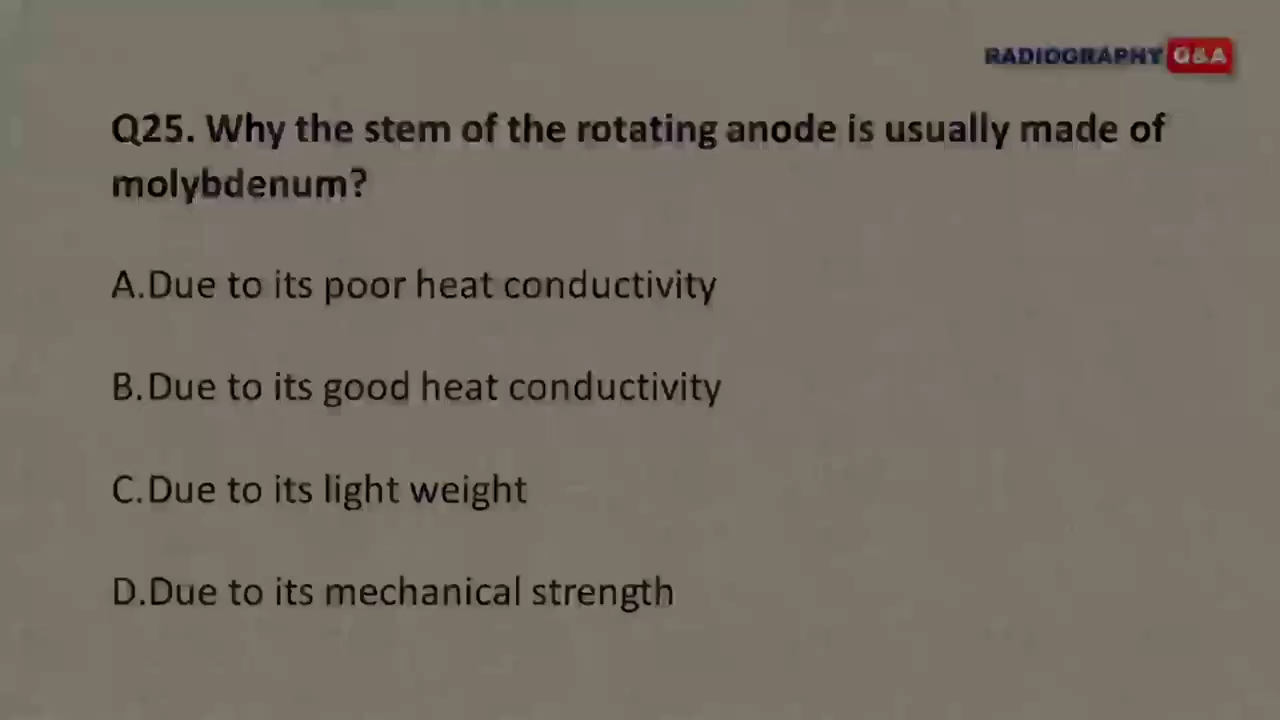 RADIOGRAPHY Q&A
Q25. Why the stem of the rotating anode is usually made of
molybdenum?
A.Due to its poor heat conductivity
B.Due to its good heat conductivity
C.Due to its light weight
D.Due to its mechanical strength